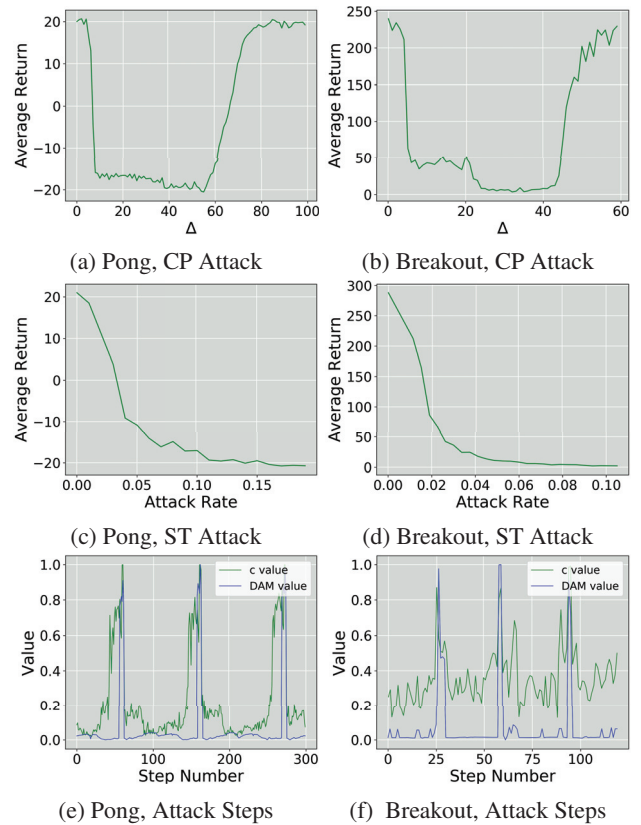 20
10
0
−10
−20
Average Return
0 20 40 60 80 100
Δ
(a) Pong, CP Attack
250
200
150
100
50
0
Average Return
0 20 40 60
Δ
(b) Breakout, CP Attack
20
10
0
−10
−20
Average Return
0.00 0.05 0.10 0.15
Attack Rate
(c) Pong, ST Attack
300
250
200
150
100
50
0
Average Return
0.00 0.02 0.04 0.06 0.08 0.10
Attack Rate
(d) Breakout, ST Attack
1.0
0.8
0.6
0.4
0.2
0.0
Value
c value
DAM value
0 100 200 300
Step Number
(e) Pong, Attack Steps
1.0
0.8
0.6
0.4
0.2
0.0
Value
c value
DAM value
0 25 50 75 100
Step Number
(f) Breakout, Attack Steps